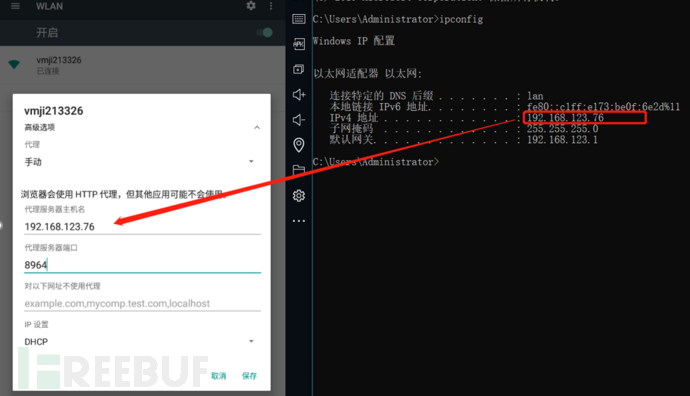 WLAN
开启
vmji213326
已连接
vmji213326
高级选项
代理
手动
浏览器会使用 HTTP 代理，但其他应用可能不会使用。
代理服务器主机名
192.168.123.76
代理服务器端口
8964
对以下网址不使用代理
example.com,mycomp.test.com,localhost
IP 设置
DHCP
取消 保存
REEBUF
C:\Users\Administrator>ipconfig
Windows IP 配置
以太网适配器 以太网:
连接特定的 DNS 后缀 . . . . . . . : lan
本地链接 IPv6 地址. . . . . . . . : fe80::c1ff:e173:be0f:6e2d%11
IPv4 地址 . . . . . . . . . . . . : 192.168.123.76
子网掩码 . . . . . . . . . . . . : 255.255.255.0
默认网关. . . . . . . . . . . . . : 192.168.123.1
C:\Users\Administrator>